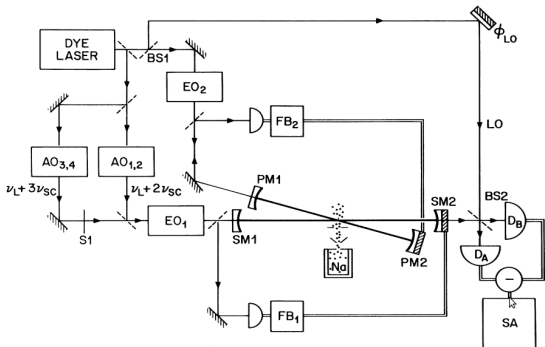 DYE
LASER
BS1
ϕLO
EO2
FB2
LO
AO3,4
AO1,2
PM1
νL+3νSC
νL+2νSC
EO1
SM1
SM2
BS2
DB
S1
Na
PM2
DA
FB1
−
SA